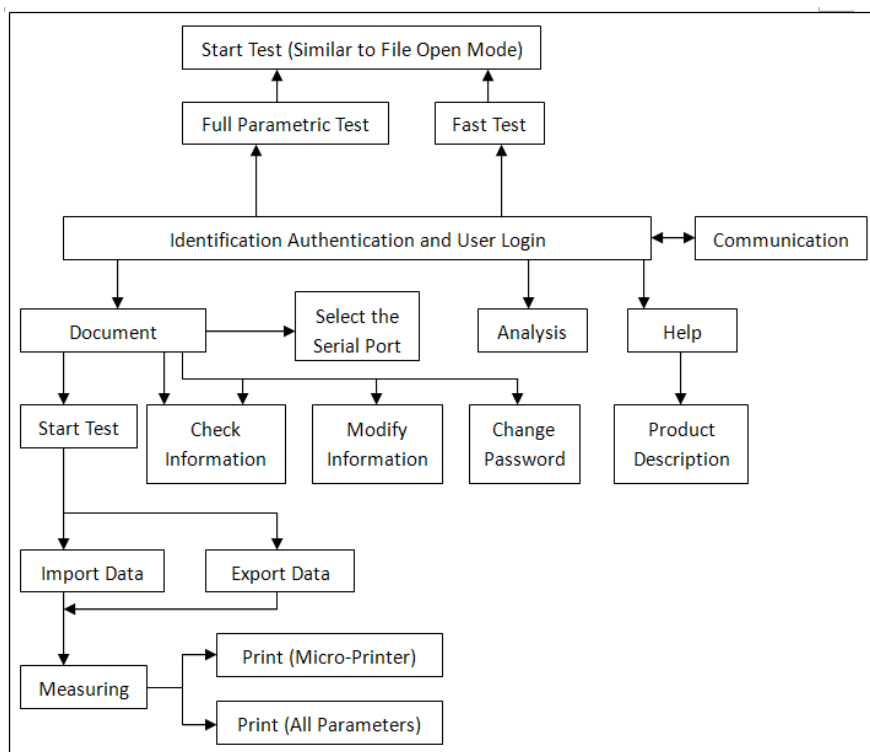 Start Test (Similar to File Open Mode)
Full Parametric Test
Fast Test
Identification Authentication and User Login
Communication
Document
Select the
Serial Port
Analysis
Help
Start Test
Check
Information
Modify
Information
Change
Password
Product
Description
Import Data
Export Data
Print (Micro-Printer)
Measuring
Print (All Parameters)